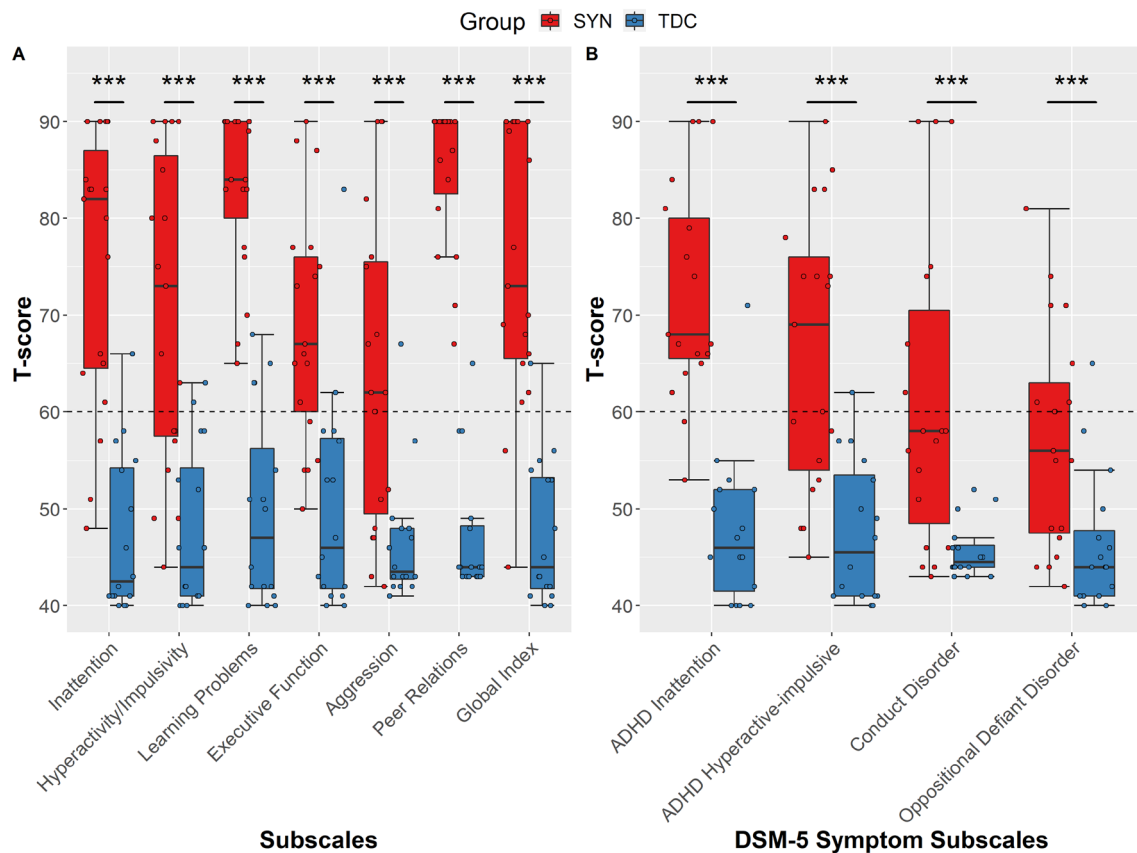 Group SYN TDC
A
B
*** *** *** *** *** *** ***
*** *** *** ***
T-score
90
80
70
60
50
40
Inattention
Hyperactivity/Impulsivity
Learning Problems
Executive Function
Aggression
Peer Relations
Global Index
Subscales
T-score
90
80
70
60
50
40
ADHD Inattention
ADHD Hyperactive-impulsive
Conduct Disorder
Oppositional Defiant Disorder
DSM-5 Symptom Subscales